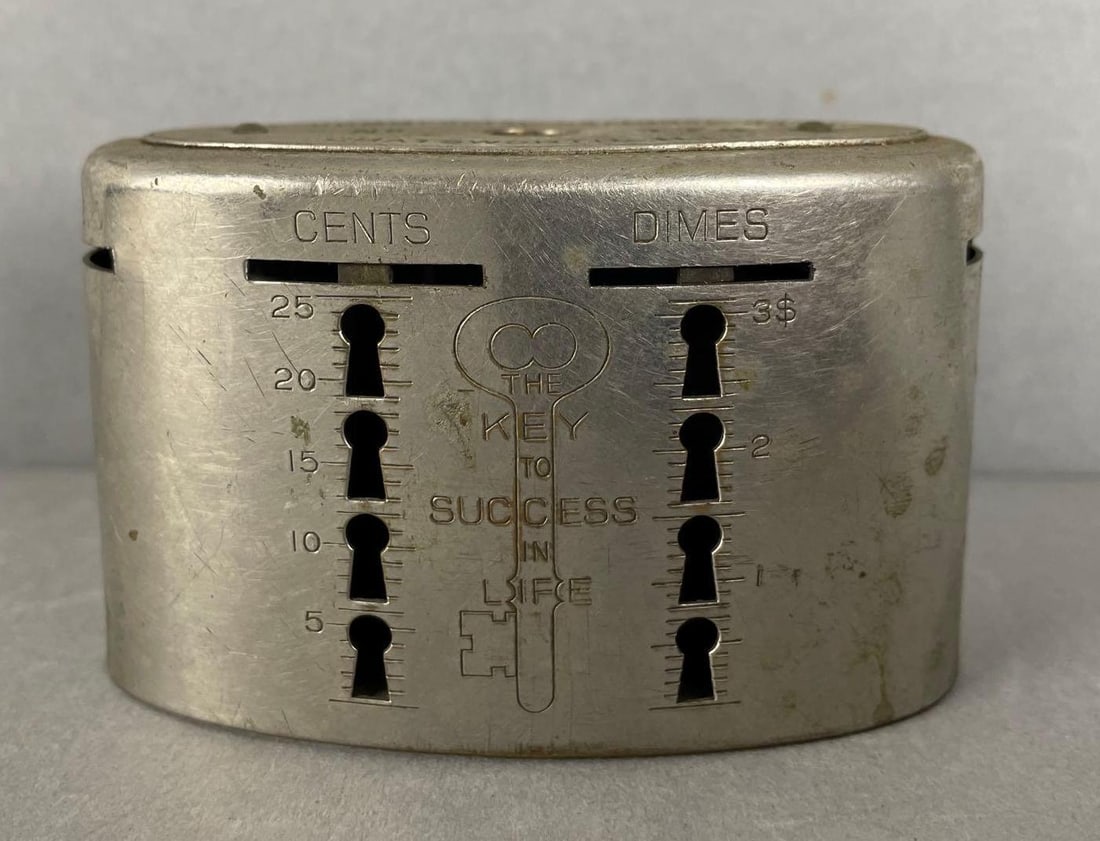 CENTS
DIMES
25
20
15
10
5
THE
KEY
TO
SUCCESS
IN
LIFE
3$
2
1